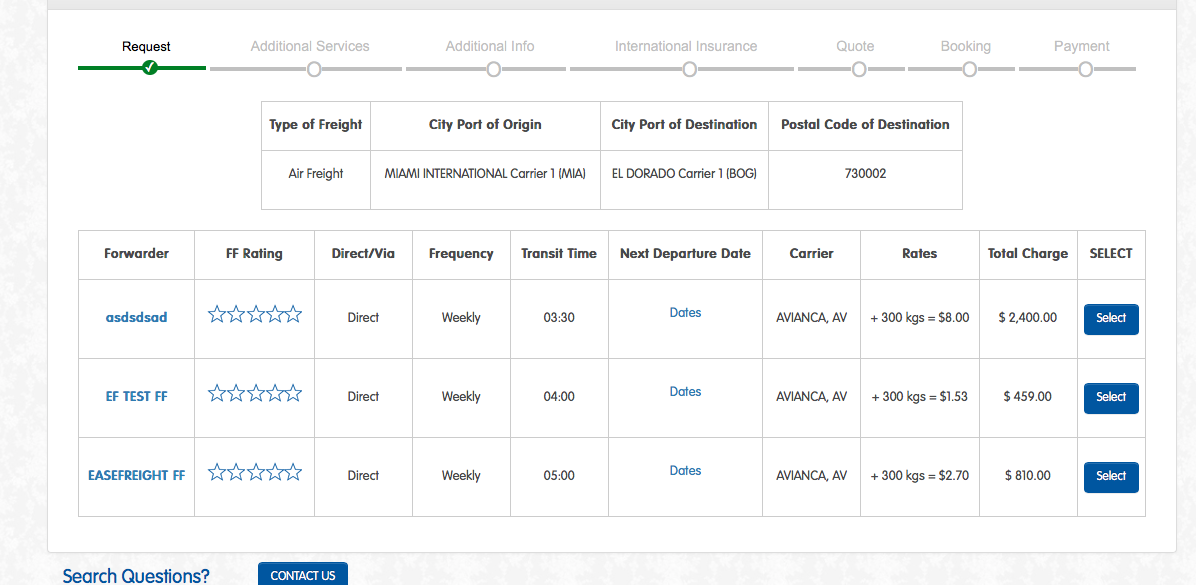 Request Additional Services Additional Info International Insurance Quote Booking Payment
Type of Freight City Port of Origin City Port of Destination Postal Code of Destination
Air Freight MIAMI INTERNATIONAL Carrier 1 (MIA) EL DORADO Carrier 1 (BOG) 730002
Forwarder FF Rating Direct/Via Frequency Transit Time Next Departure Date Carrier Rates Total Charge SELECT
asdsdsad Direct Weekly 03:30 Dates AVIANCA, AV + 300 kgs = $8.00 $ 2,400.00 Select
EF TEST FF Direct Weekly 04:00 Dates AVIANCA, AV + 300 kgs = $1.53 $ 459.00 Select
EASEFREIGHT FF Direct Weekly 05:00 Dates AVIANCA, AV + 300 kgs = $2.70 $ 810.00 Select
Search Questions? CONTACT US